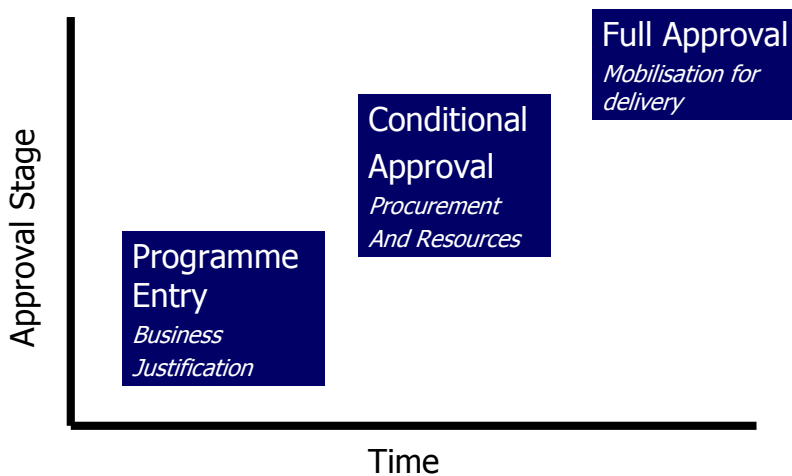 Full Approval
Mobilisation for
delivery
Conditional
Approval
Procurement
And Resources
Programme
Entry
Business
Justification
Approval Stage
Time